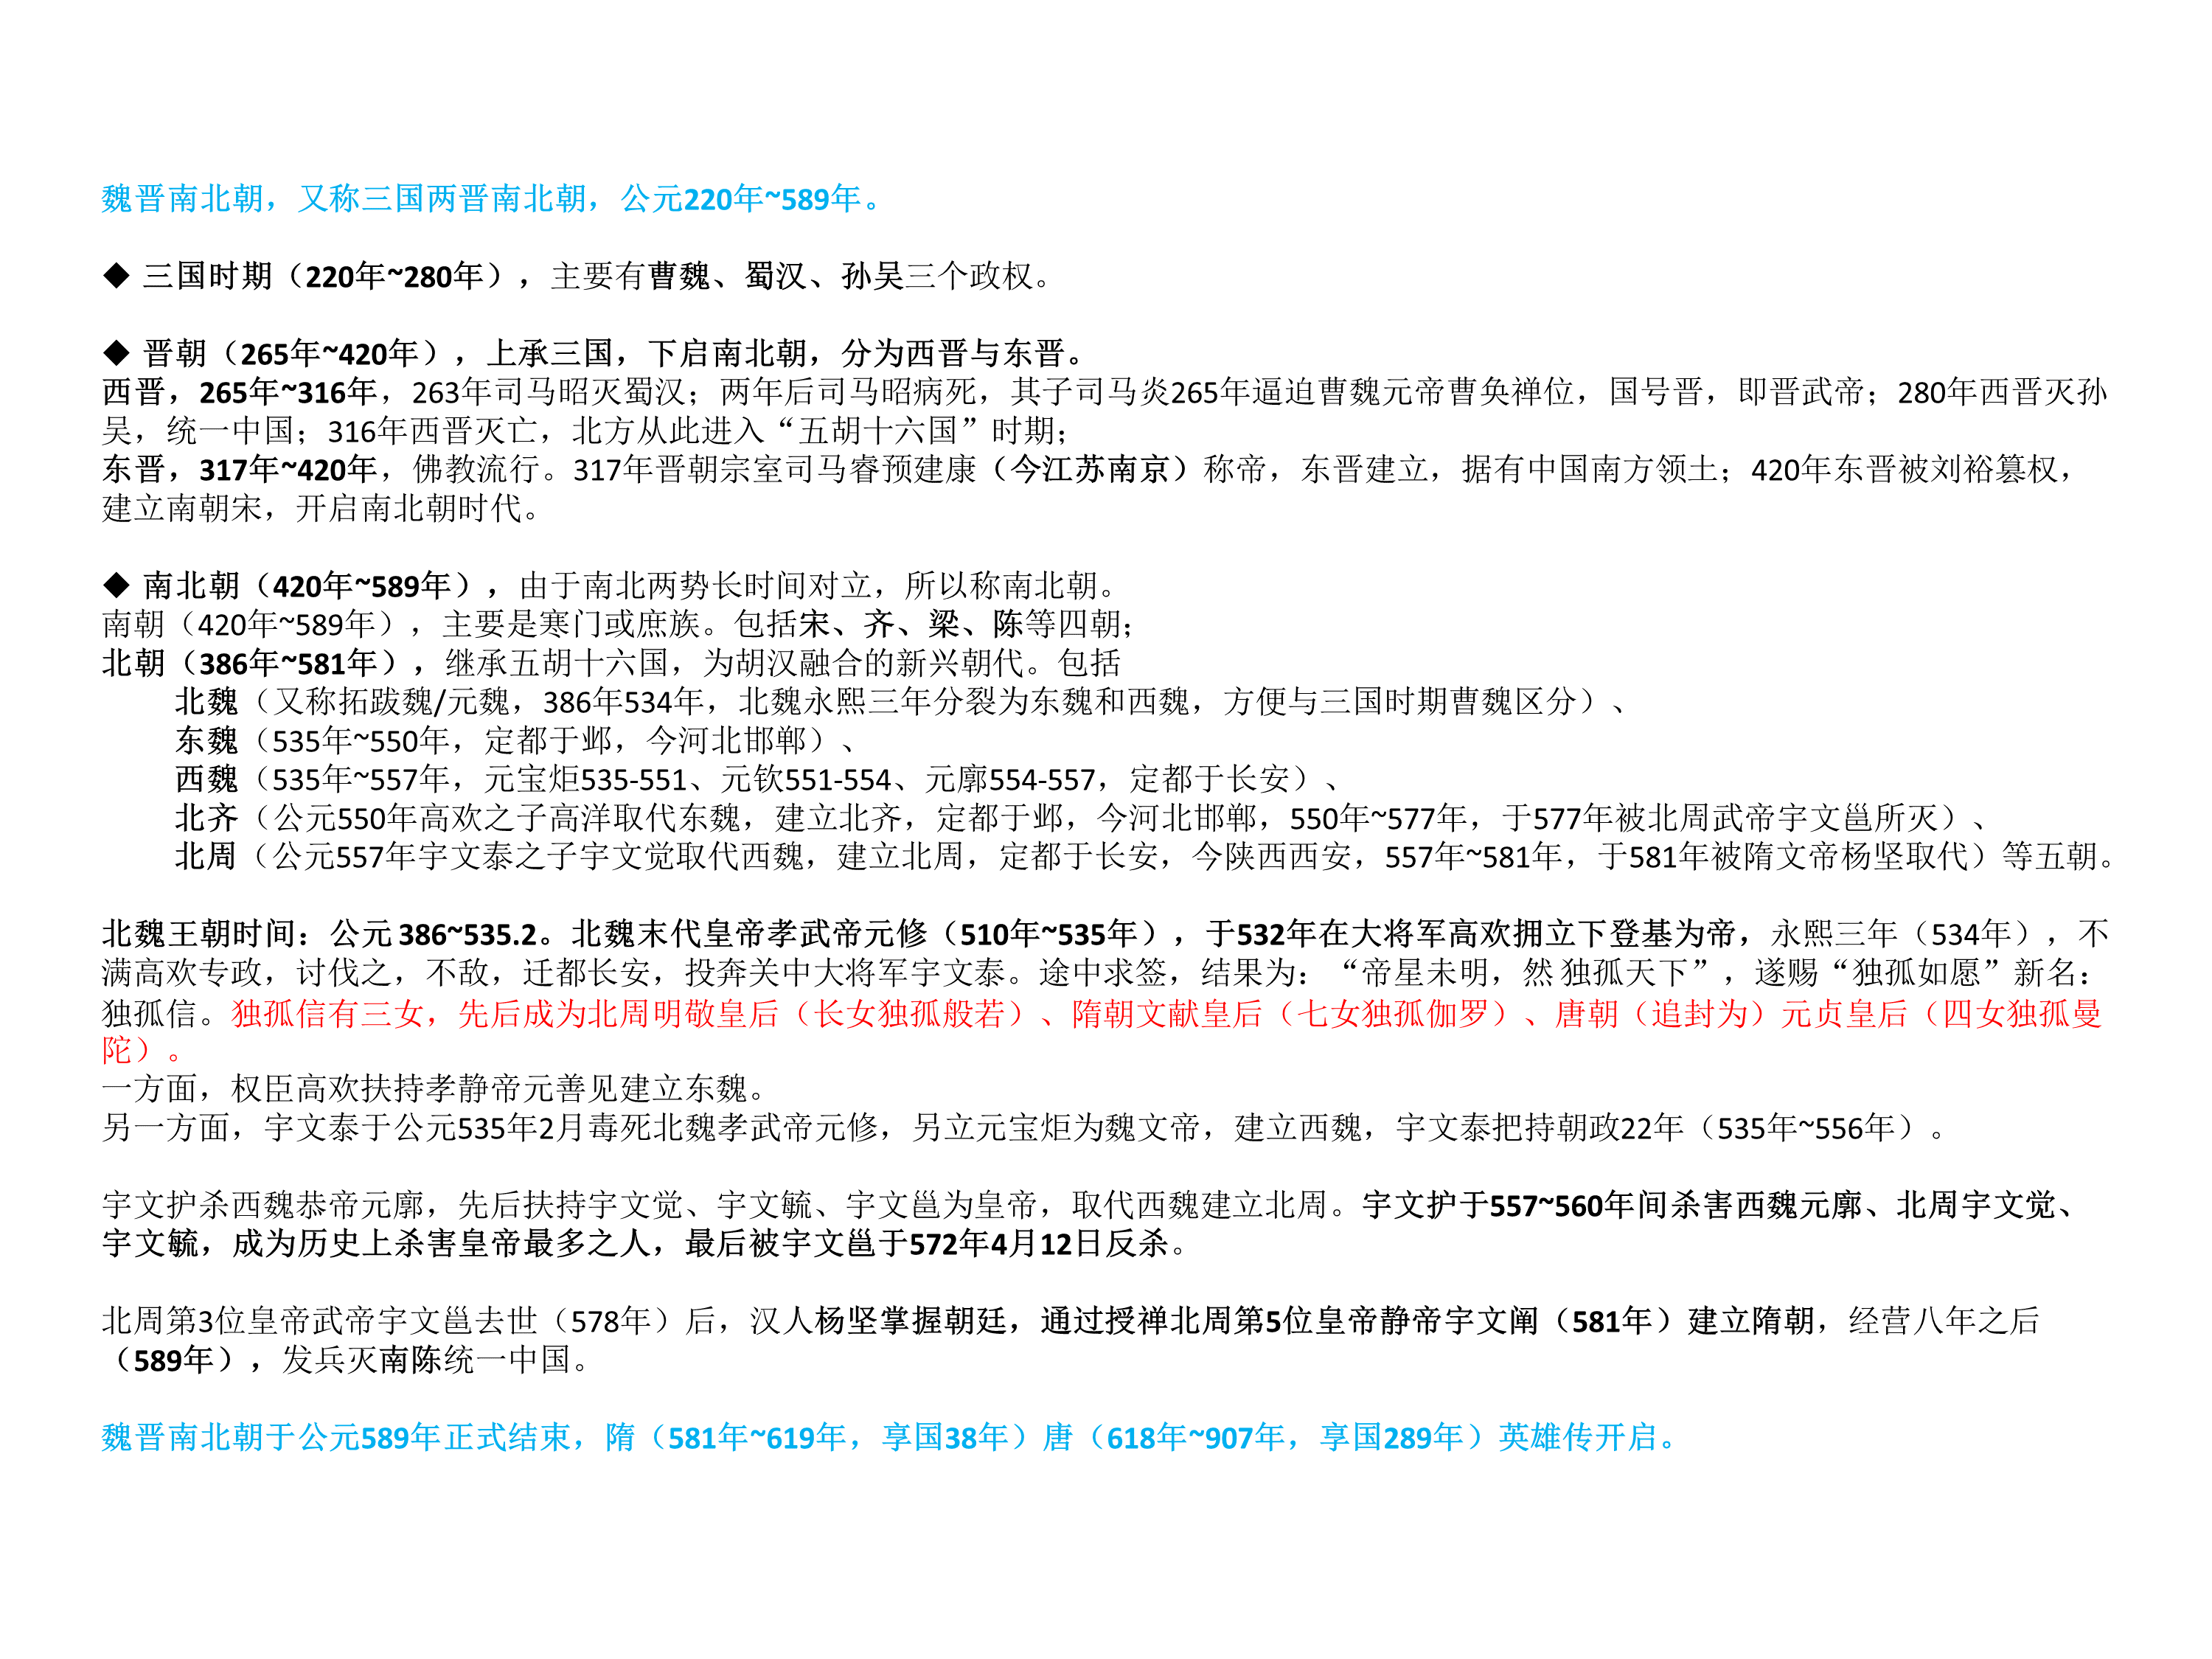 魏晋南北朝，又称三国两晋南北朝，公元220年~589年。
◆ 三国时期（220年~280年），主要有曹魏、蜀汉、孙吴三个政权。
◆ 晋朝（265年~420年），上承三国，下启南北朝，分为西晋与东晋。
西晋，265年~316年，263年司马昭灭蜀汉；两年后司马昭病死，其子司马炎265年逼迫曹魏元帝曹奂禅位，国号晋，即晋武帝；280年西晋灭孙
吴，统一中国；316年西晋灭亡，北方从此进入“五胡十六国”时期；
东晋，317年~420年，佛教流行。317年晋朝宗室司马睿预建康（今江苏南京）称帝，东晋建立，据有中国南方领土；420年东晋被刘裕篡权，
建立南朝宋，开启南北朝时代。
◆ 南北朝（420年~589年），由于南北两势长时间对立，所以称南北朝。
南朝（420年~589年），主要是寒门或庶族。包括宋、齐、梁、陈等四朝；
北朝（386年~581年），继承五胡十六国，为胡汉融合的新兴朝代。包括
北魏（又称拓跋魏/元魏，386年534年，北魏永熙三年分裂为东魏和西魏，方便与三国时期曹魏区分）、
东魏（535年~550年，定都于邺，今河北邯郸）、
西魏（535年~557年，元宝炬535-551、元钦551-554、元廓554-557，定都于长安）、
北齐（公元550年高欢之子高洋取代东魏，建立北齐，定都于邺，今河北邯郸，550年~577年，于577年被北周武帝宇文邕所灭）、
北周（公元557年宇文泰之子宇文觉取代西魏，建立北周，定都于长安，今陕西西安，557年~581年，于581年被隋文帝杨坚取代）等五朝。
北魏王朝时间：公元 386~535.2。北魏末代皇帝孝武帝元修（510年~535年），于532年在大将军高欢拥立下登基为帝，永熙三年（534年），不
满高欢专政，讨伐之，不敌，迁都长安，投奔关中大将军宇文泰。途中求签，结果为：“帝星未明，然 独孤天下”，遂赐“独孤如愿”新名：
独孤信。独孤信有三女，先后成为北周明敬皇后（长女独孤般若）、隋朝文献皇后（七女独孤伽罗）、唐朝（追封为）元贞皇后（四女独孤曼
陀）。
一方面，权臣高欢扶持孝静帝元善见建立东魏。
另一方面，宇文泰于公元535年2月毒死北魏孝武帝元修，另立元宝炬为魏文帝，建立西魏，宇文泰把持朝政22年（535年~556年）。
宇文护杀西魏恭帝元廓，先后扶持宇文觉、宇文毓、宇文邕为皇帝，取代西魏建立北周。宇文护于557~560年间杀害西魏元廓、北周宇文觉、
宇文毓，成为历史上杀害皇帝最多之人，最后被宇文邕于572年4月12日反杀。
北周第3位皇帝武帝宇文邕去世（578年）后，汉人杨坚掌握朝廷，通过授禅北周第5位皇帝静帝宇文阐（581年）建立隋朝，经营八年之后
（589年），发兵灭南陈统一中国。
魏晋南北朝于公元589年正式结束，隋（581年~619年，享国38年）唐（618年~907年，享国289年）英雄传开启。